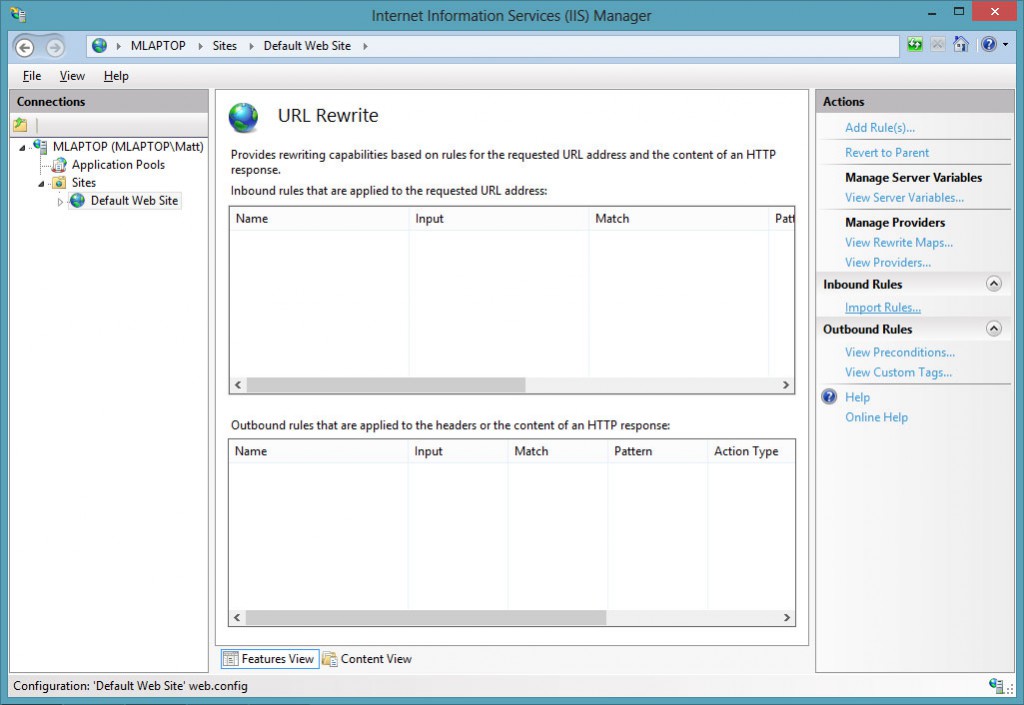 Internet Information Services (IIS) Manager
MLAPTOP Sites Default Web Site
File View Help
Connections
MLAPTOP (MLAPTOP\Matt)
Application Pools
Sites
Default Web Site
URL Rewrite
Provides rewriting capabilities based on rules for the requested URL address and the content of an HTTP
response.
Inbound rules that are applied to the requested URL address:
Name Input Match Patt
Outbound rules that are applied to the headers or the content of an HTTP response:
Name Input Match Pattern Action Type
Features View Content View
Actions
Add Rule(s)...
Revert to Parent
Manage Server Variables
View Server Variables...
Manage Providers
View Rewrite Maps...
View Providers...
Inbound Rules
Import Rules...
Outbound Rules
View Preconditions...
View Custom Tags...
Help
Online Help
Configuration: 'Default Web Site' web.config